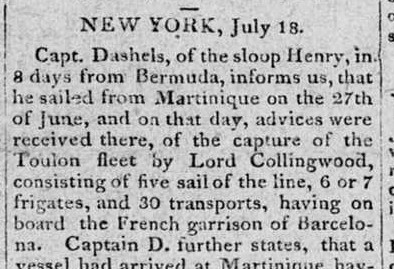 NEW YORK, July 18.
Capt. Dashels, of the sloop Henry, in
8 days from Bermuda, informs us, that
he sailed from Martinique on the 27th
of June, and on that day, advices were
received there, of the capture of the
Toulon fleet by Lord Collingwood,
consisting of five sail of the line, 6 or 7
frigates, and 30 transports, having on
board the French garrison of Barcelo-
na. Captain D. further states, that a
vessel had arrived at Martinique hav-